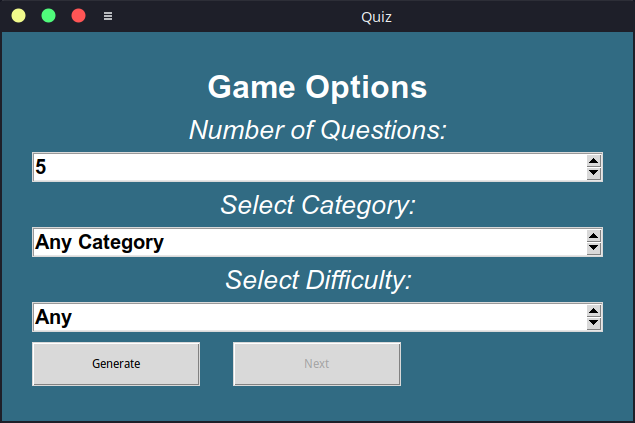 Quiz
Game Options
Number of Questions:
5
Select Category:
Any Category
Select Difficulty:
Any
Generate
Next